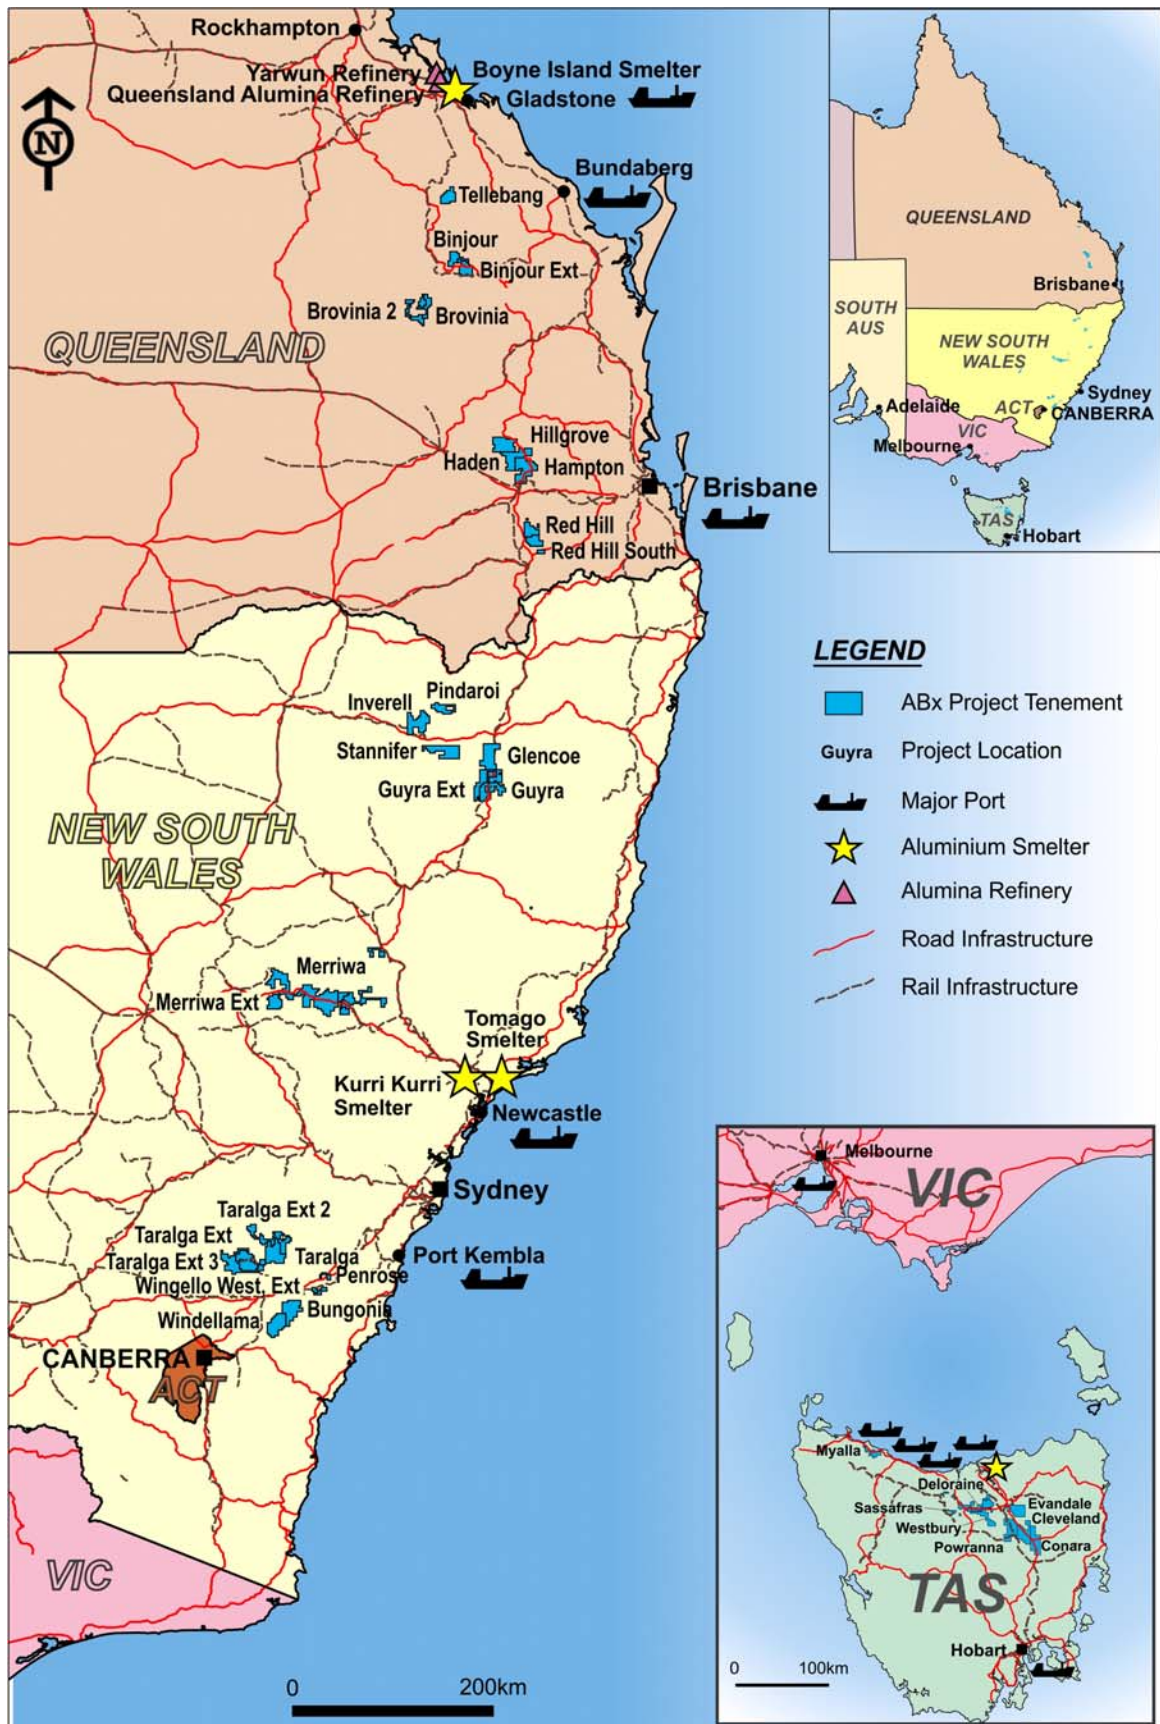 Rockhampton
Yarwun Refinery
Queensland Alumina Refinery
Boyne Island Smelter
Gladstone
N
Bundaberg
Tellebang
Binjour
Binjour Ext
Brovinia 2
Brovinia
QUEENSLAND
Hillgrove
Haden
Hampton
Brisbane
Red Hill
Red Hill South
Pindaroi
Inverell
Stannifer
Glencoe
Guyra Ext
Guyra
NEW SOUTH
WALES
Merriwa
Merriwa Ext
Tomago
Smelter
Kurri Kurri
Smelter
Newcastle
Sydney
Taralga Ext 2
Taralga Ext
Taralga Ext 3
Taralga
Port Kembla
Penrose
Wingello West, Ext
Bungonia
Windellama
CANBERRA
ACT
VIC
0
200km
QUEENSLAND
Brisbane
SOUTH
AUS
NEW SOUTH
WALES
Sydney
ACT
CANBERRA
Adelaide
VIC
Melbourne
TAS
Hobart
LEGEND
ABx Project Tenement
Guyra
Project Location
Major Port
Aluminium Smelter
Alumina Refinery
Road Infrastructure
Rail Infrastructure
Melbourne
VIC
Myalla
Deloraine
Sassafras
Evandale
Cleveland
Westbury
Powranna
Conara
TAS
Hobart
0
100km